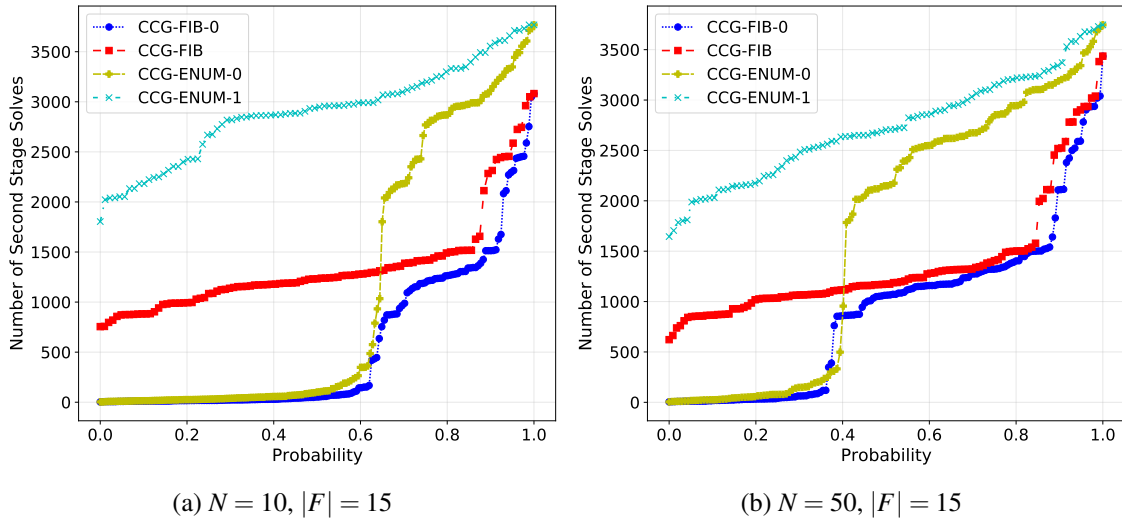 Number of Second Stage Solves
3500
3000
2500
2000
1500
1000
500
0
CCG-FIB-0
CCG-FIB
CCG-ENUM-0
CCG-ENUM-1
0.0
0.2
0.4
0.6
0.8
1.0
Probability
(a) N = 10, |F| = 15
Number of Second Stage Solves
3500
3000
2500
2000
1500
1000
500
0
CCG-FIB-0
CCG-FIB
CCG-ENUM-0
CCG-ENUM-1
0.0
0.2
0.4
0.6
0.8
1.0
Probability
(b) N = 50, |F| = 15